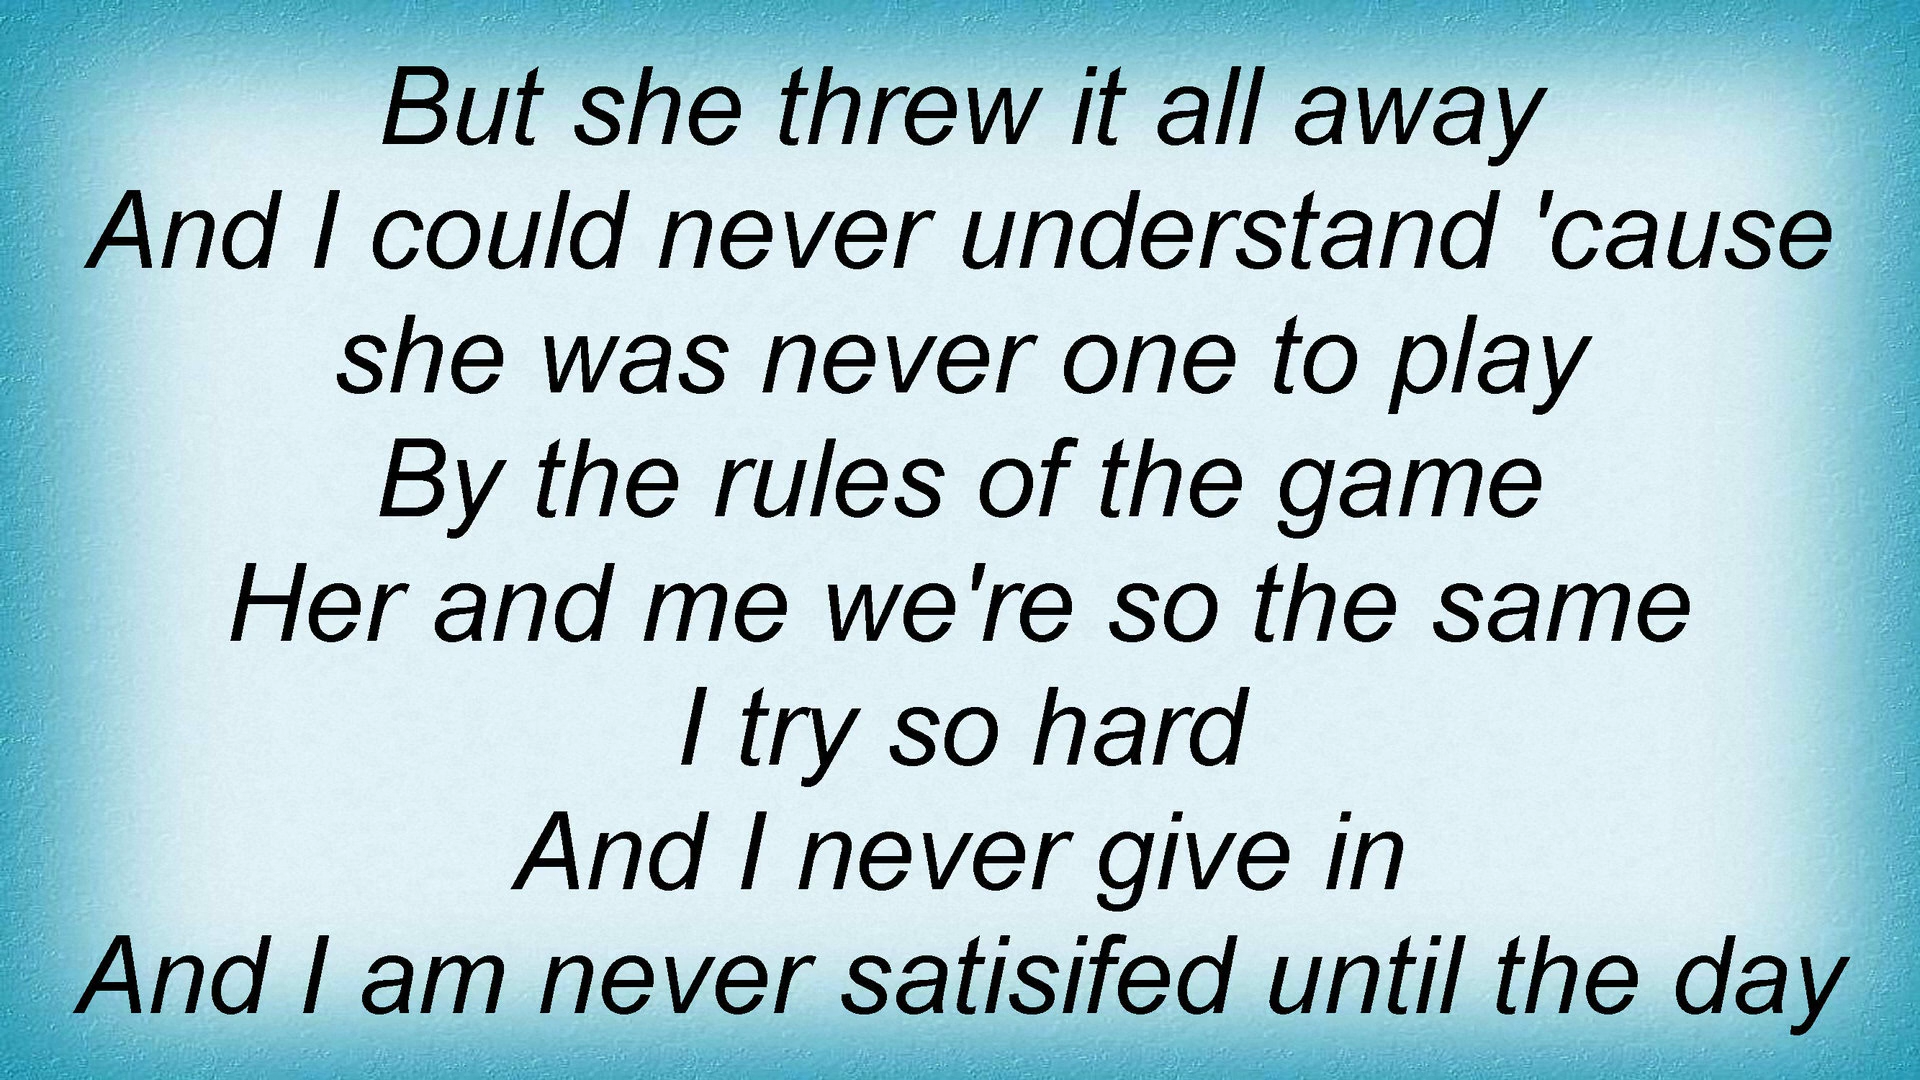 But she threw it all away
And I could never understand 'cause
she was never one to play
By the rules of the game
Her and me we're so the same
I try so hard
And I never give in
And I am never satisifed until the day